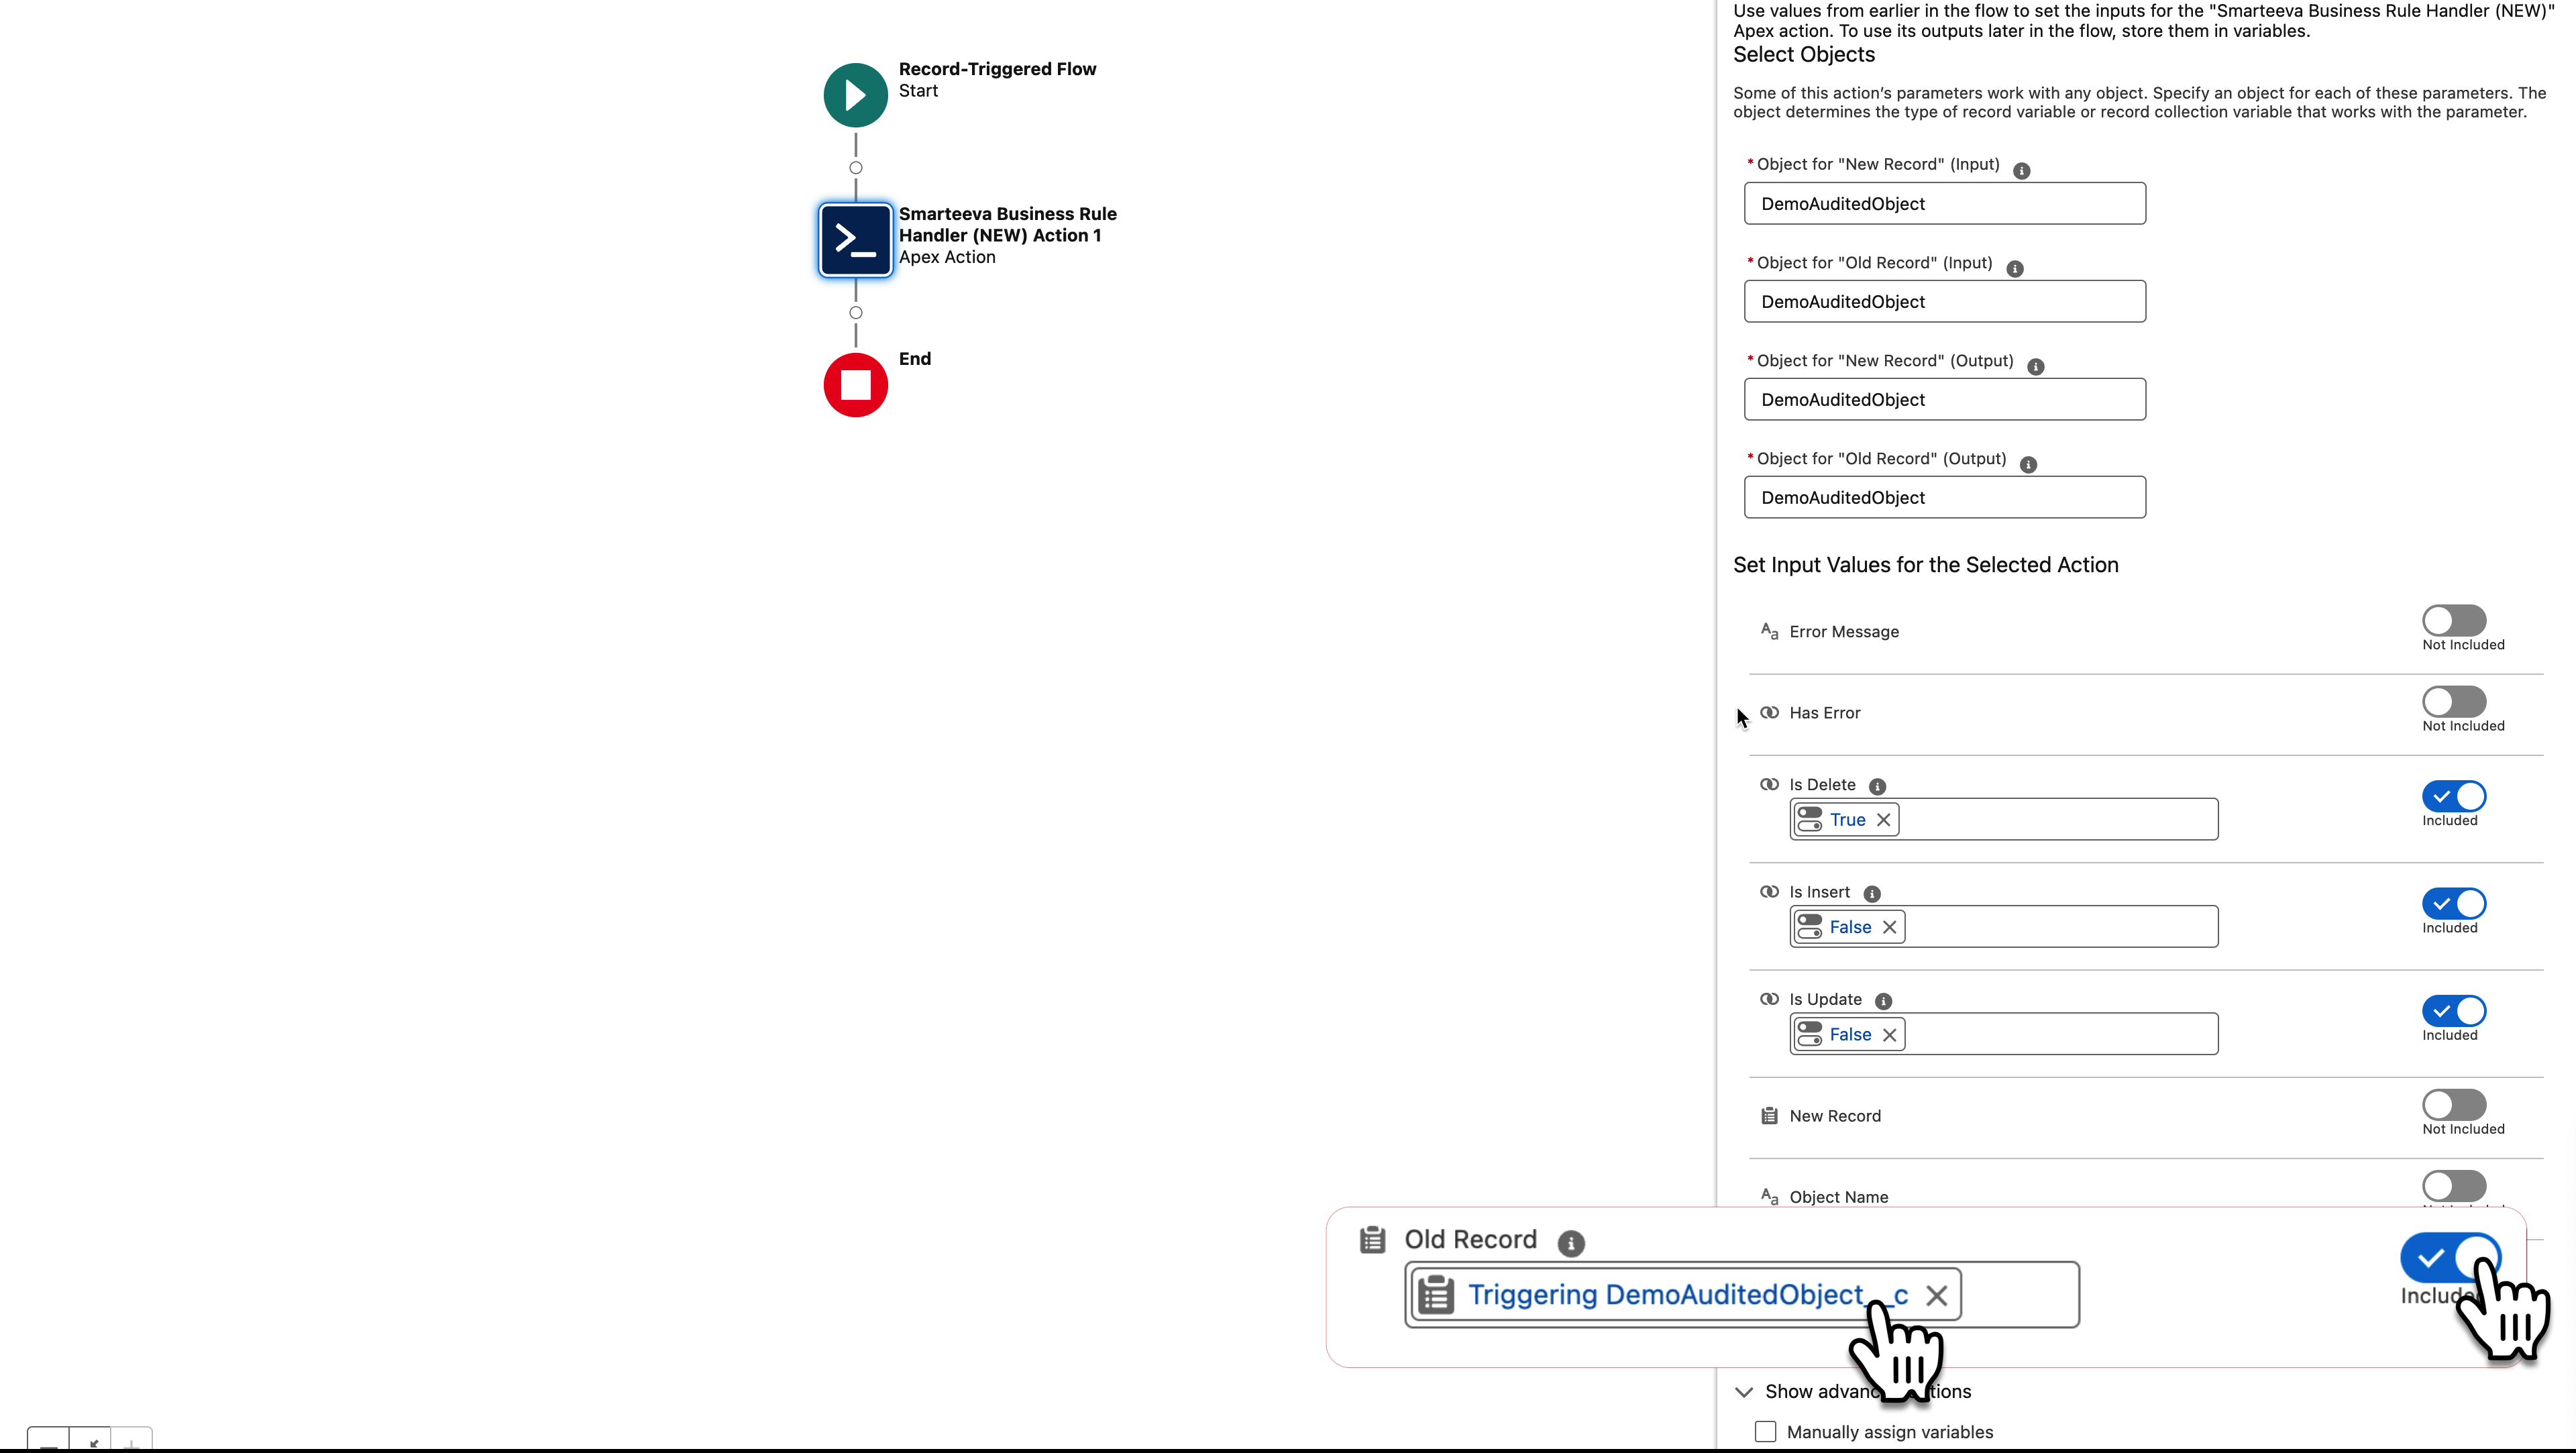 Record-Triggered Flow
Start
Smarteeva Business Rule
Handler (NEW) Action 1
Apex Action
End
Use values from earlier in the flow to set the inputs for the "Smarteeva Business Rule Handler (NEW)"
Apex action. To use its outputs later in the flow, store them in variables.
Select Objects
Some of this action's parameters work with any object. Specify an object for each of these parameters. The
object determines the type of record variable or record collection variable that works with the parameter.
* Object for "New Record" (Input)
DemoAuditedObject
* Object for "Old Record" (Input)
DemoAuditedObject
* Object for "New Record" (Output)
DemoAuditedObject
* Object for "Old Record" (Output)
DemoAuditedObject
Set Input Values for the Selected Action
Aa Error Message
Not Included
Has Error
Not Included
Is Delete
True
Included
Is Insert
False
Included
Is Update
False
Included
New Record
Not Included
Aa Object Name
Old Record
Triggering DemoAuditedObject__c
Show
Manually assign variables